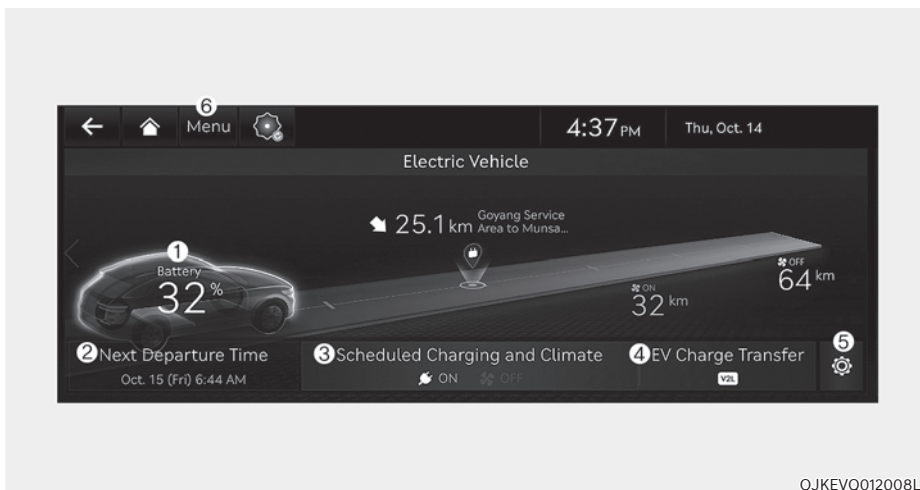 6
Menu
4:37 PM
Thu, Oct. 14
Electric Vehicle
25.1 km
Goyang Service
Area to Munsa...
1
Battery
32 %
ON
32 km
OFF
64 km
2 Next Departure Time
Oct. 15 (Fri) 6:44 AM
3 Scheduled Charging and Climate
ON OFF
4 EV Charge Transfer
V2L
5
OJKEVQ012008L